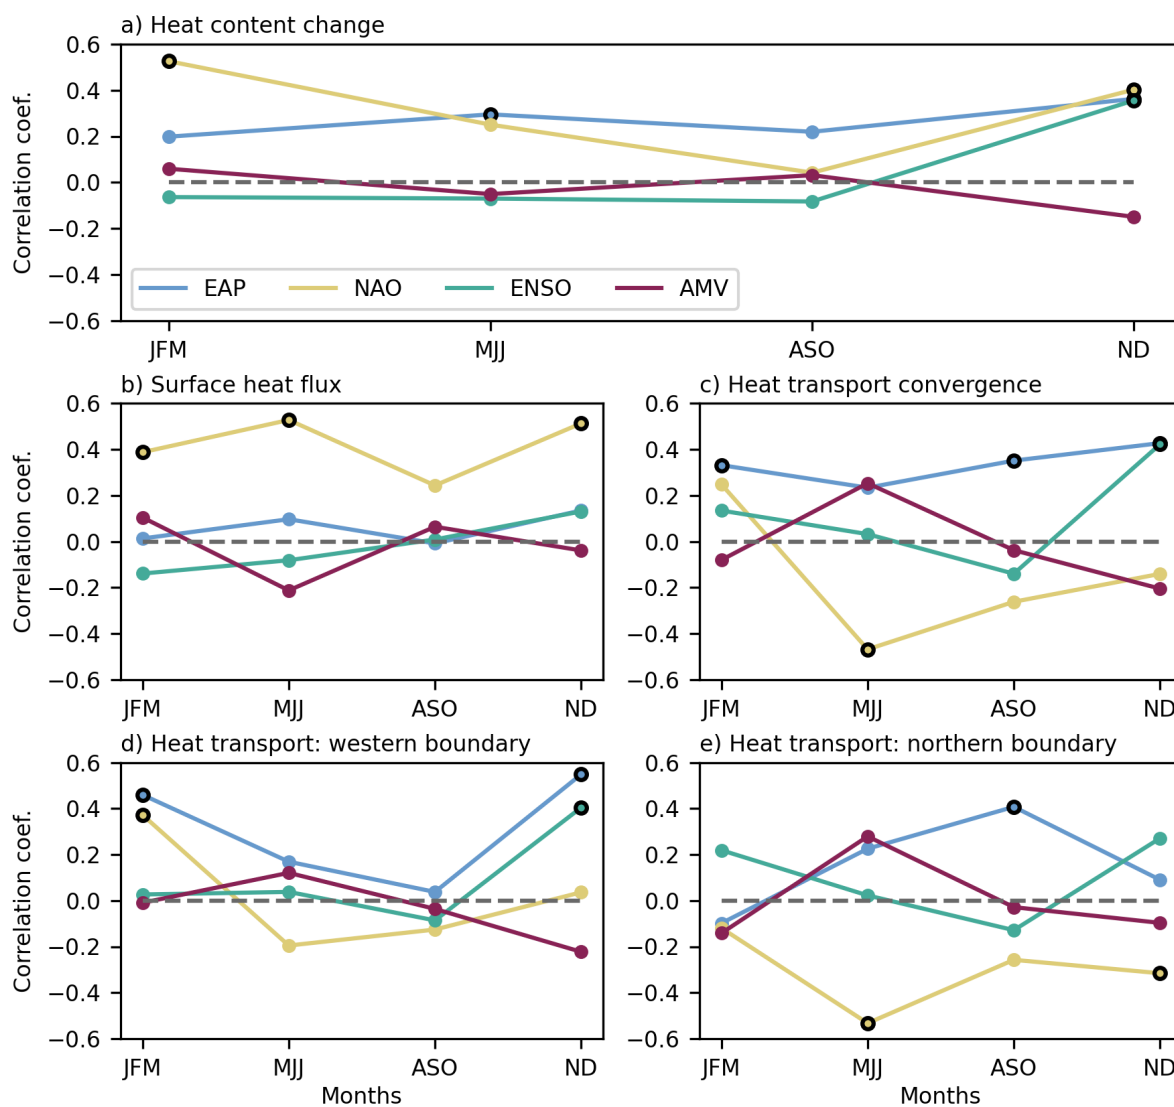 a) Heat content change
Correlation coef.
0.6
0.4
0.2
0.0
−0.2
−0.4
−0.6
EAP NAO ENSO AMV
JFM MJJ ASO ND
b) Surface heat flux
Correlation coef.
0.6
0.4
0.2
0.0
−0.2
−0.4
−0.6
JFM MJJ ASO ND
c) Heat transport convergence
0.6
0.4
0.2
0.0
−0.2
−0.4
−0.6
JFM MJJ ASO ND
d) Heat transport: western boundary
Correlation coef.
0.6
0.4
0.2
0.0
−0.2
−0.4
−0.6
JFM MJJ ASO ND
Months
e) Heat transport: northern boundary
0.6
0.4
0.2
0.0
−0.2
−0.4
−0.6
JFM MJJ ASO ND
Months